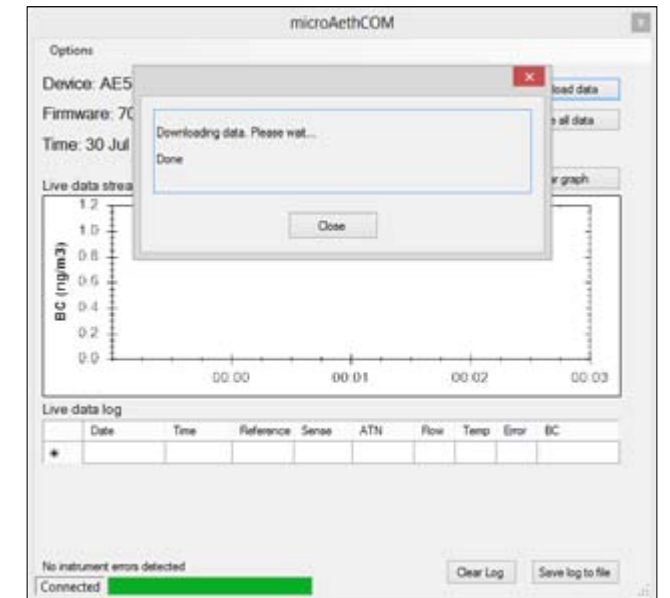 microAethCOM
Options
Device: AE5
Firmware: 70
Time: 30 Jul
load data
all data
graph
Downloading data. Please wait...
Done
Close
Live data strea
BC (ng/m3)
1.2
1.0
0.8
0.6
0.4
0.2
0.0
00:00 00:01 00:02 00:03
Live data log
Date Time Reference Sense ATN Flow Temp Error BC
No instrument errors detected
Clear Log Save log to file
Connected